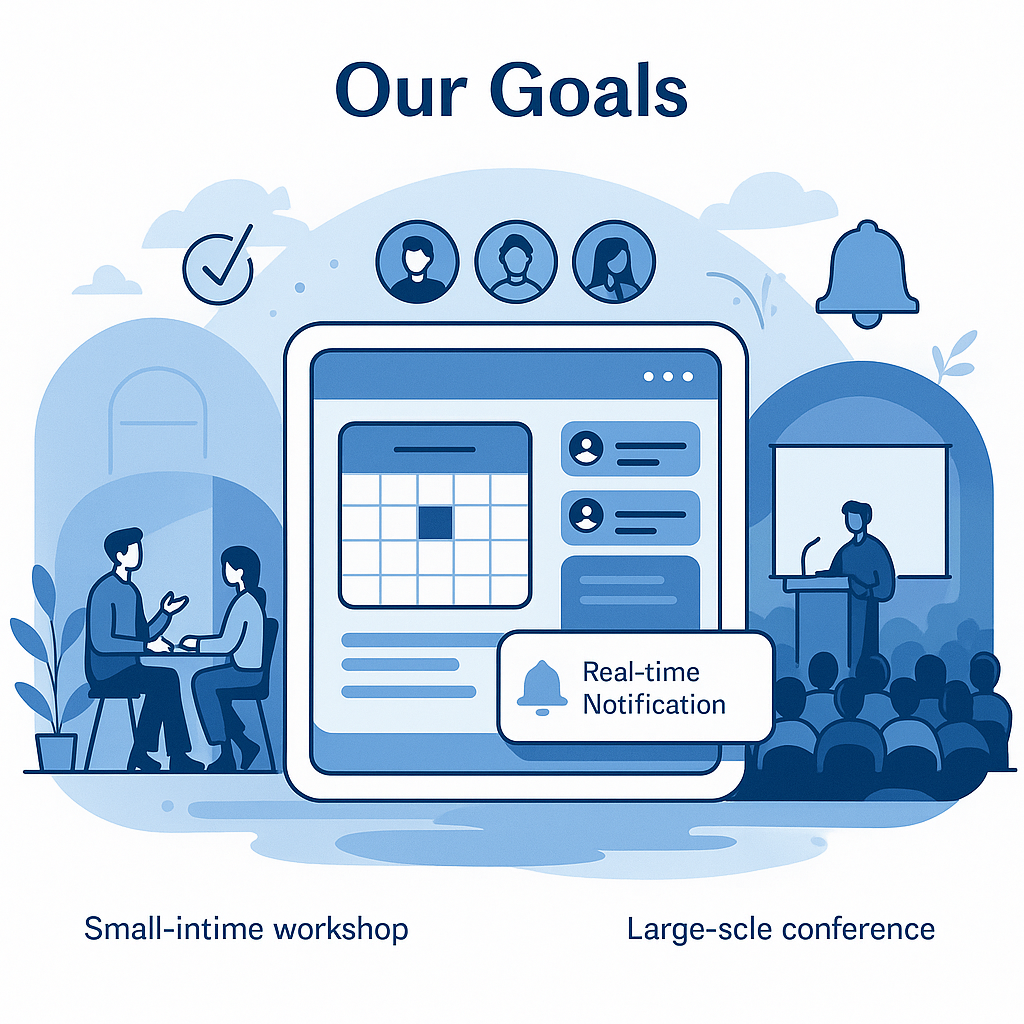 Our Goals
Real-time
Notification
Small-intime workshop
Large-scle conference